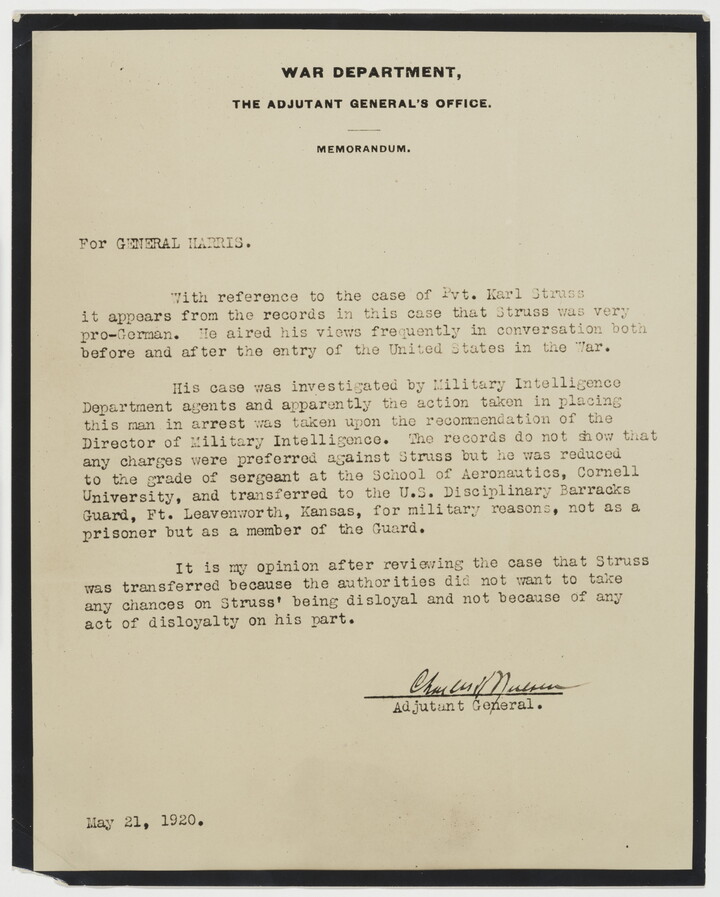 WAR DEPARTMENT,
THE ADJUTANT GENERAL'S OFFICE.
MEMORANDUM.
For GENERAL HARRIS.
With reference to the case of Pvt. Karl Struss
it appears from the records in this case that Struss was very
pro-German. He aired his views frequently in conversation both
before and after the entry of the United States in the War.
His case was investigated by Military Intelligence
Department agents and apparently the action taken in placing
this man in arrest was taken upon the recommendation of the
Director of Military Intelligence. The records do not show that
any charges were preferred against Struss but he was reduced
to the grade of sergeant at the School of Aeronautics, Cornell
University, and transferred to the U.S. Disciplinary Barracks
Guard, Ft. Leavenworth, Kansas, for military reasons, not as a
prisoner but as a member of the Guard.
It is my opinion after reviewing the case that Struss
was transferred because the authorities did not want to take
any chances on Struss' being disloyal and not because of any
act of disloyalty on his part.
Adjutant General.
May 21, 1920.